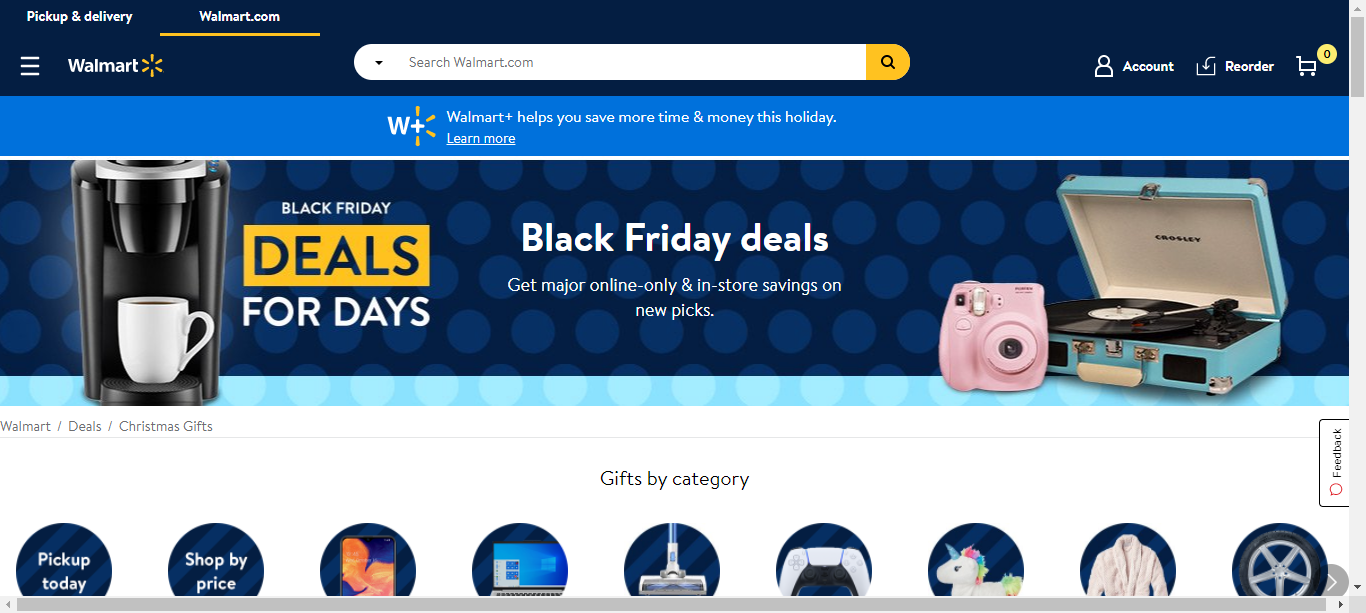 Pickup & delivery
Walmart.com
Walmart
Search Walmart.com
Account
Reorder
0
W+
Walmart+ helps you save more time & money this holiday.
Learn more
BLACK FRIDAY
DEALS
FOR DAYS
Black Friday deals
Get major online-only & in-store savings on
new picks.
CROSLEY
Walmart / Deals / Christmas Gifts
Feedback
Gifts by category
Pickup
today
Shop by
price